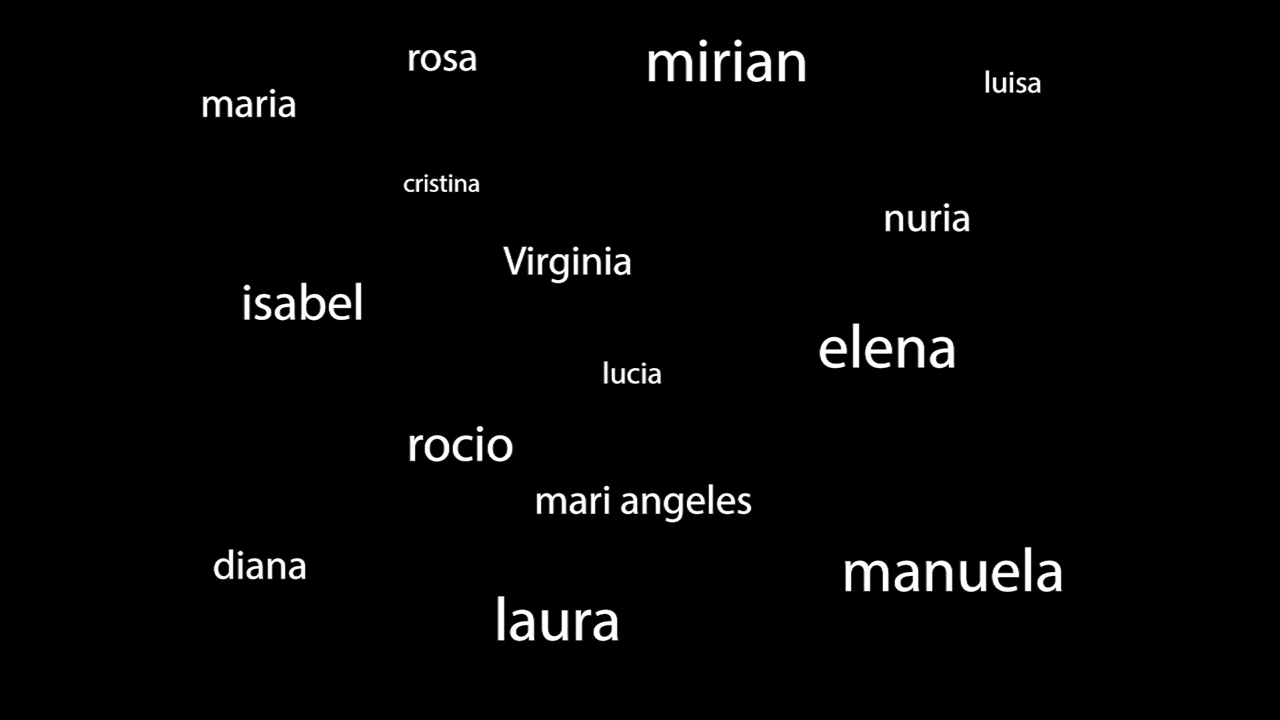 rosa
mirian
luisa
maria
cristina
nuria
Virginia
isabel
elena
lucia
rocio
mari angeles
diana
manuela
laura